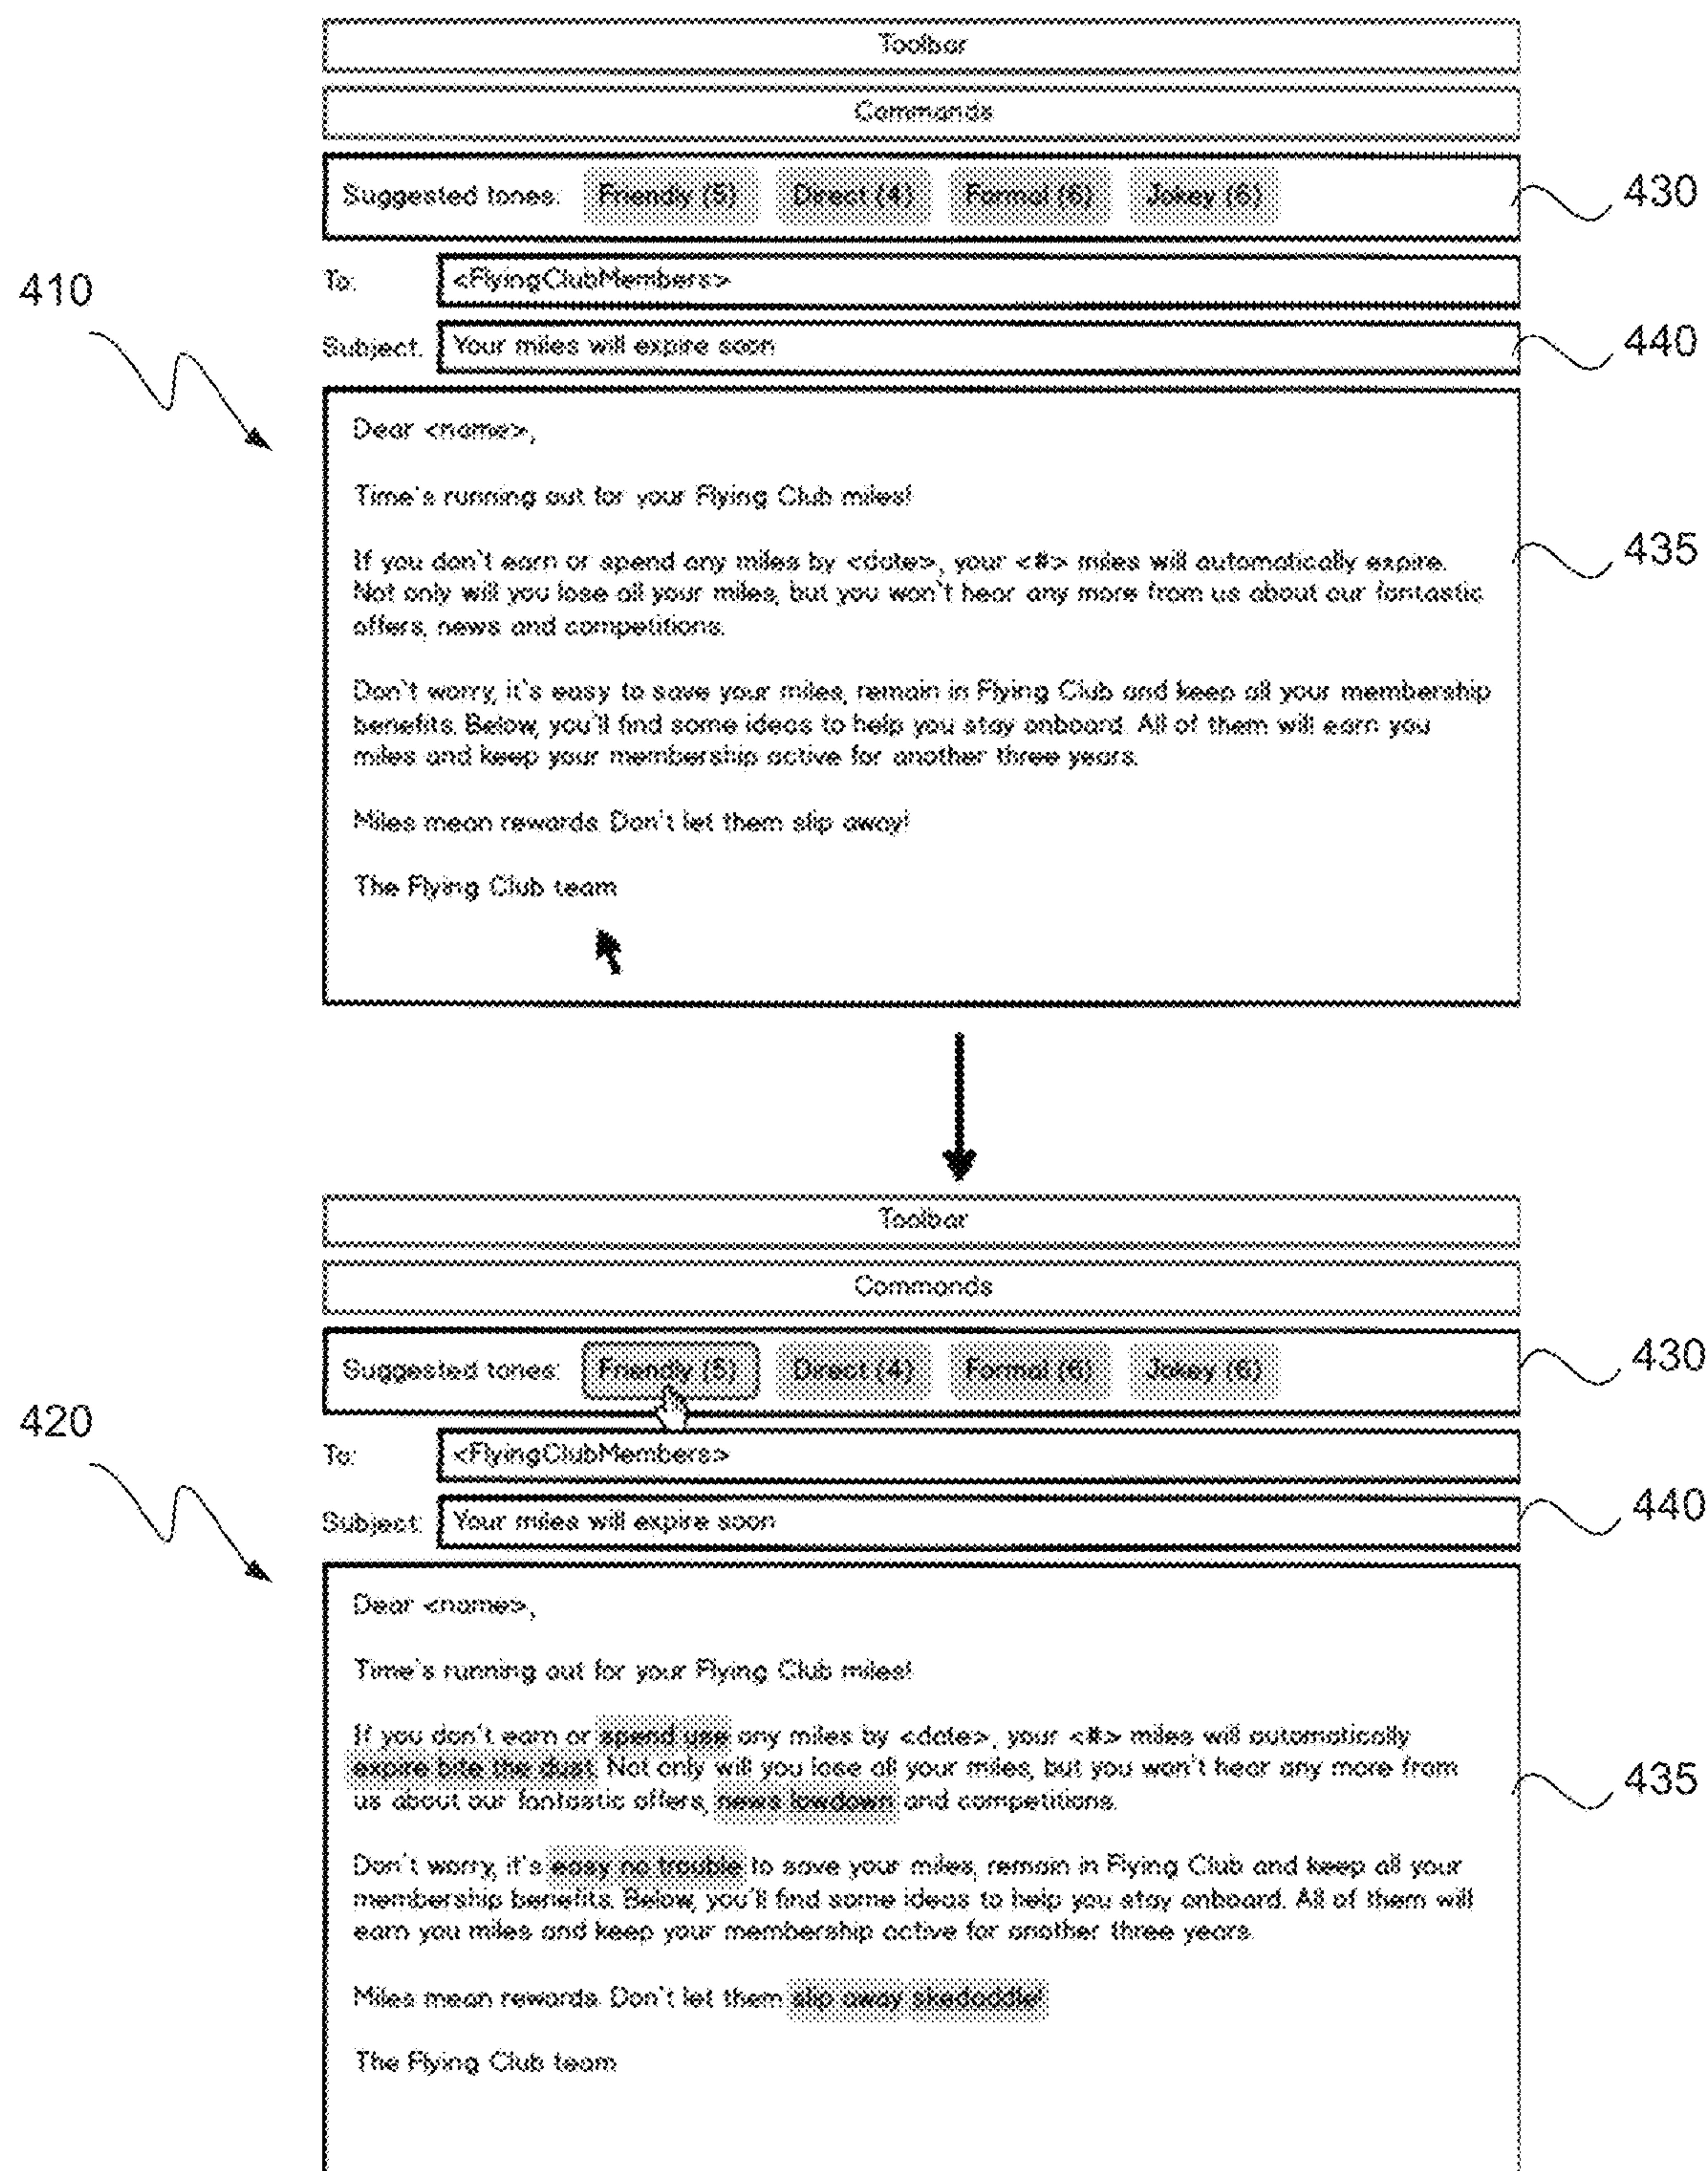 Toolbar
Commands
Suggested tones: Friendly (5) Direct (4) Formal (6) Jokey (6)
430
To: <FlyingClubMembers>
410
Subject: Your miles will expire soon
440
Dear <name>,
Time's running out for your Flying Club miles!
If you don't earn or spend any miles by <date>, your <#> miles will automatically expire.
435
Not only will you lose all your miles, but you won't hear any more from us about our fantastic
offers, news and competitions.
Don't worry, it's easy to save your miles, remain in Flying Club and keep all your membership
benefits. Below, you'll find some ideas to help you stay onboard. All of them will earn you
miles and keep your membership active for another three years.
Miles mean rewards. Don't let them slip away!
The Flying Club team
Toolbar
Commands
Suggested tones: Friendly (5) Direct (4) Formal (6) Jokey (6)
430
420
To: <FlyingClubMembers>
Subject: Your miles will expire soon
440
Dear <name>,
Time's running out for your Flying Club miles!
If you don't earn or spend use any miles by <date>, your <#> miles will automatically
expire bite the dust. Not only will you lose all your miles, but you won't hear any more from
435
us about our fantastic offers, news lowdown and competitions.
Don't worry, it's easy no trouble to save your miles, remain in Flying Club and keep all your
membership benefits. Below, you'll find some ideas to help you stay onboard. All of them will
earn you miles and keep your membership active for another three years.
Miles mean rewards. Don't let them slip away skedaddle!
The Flying Club team